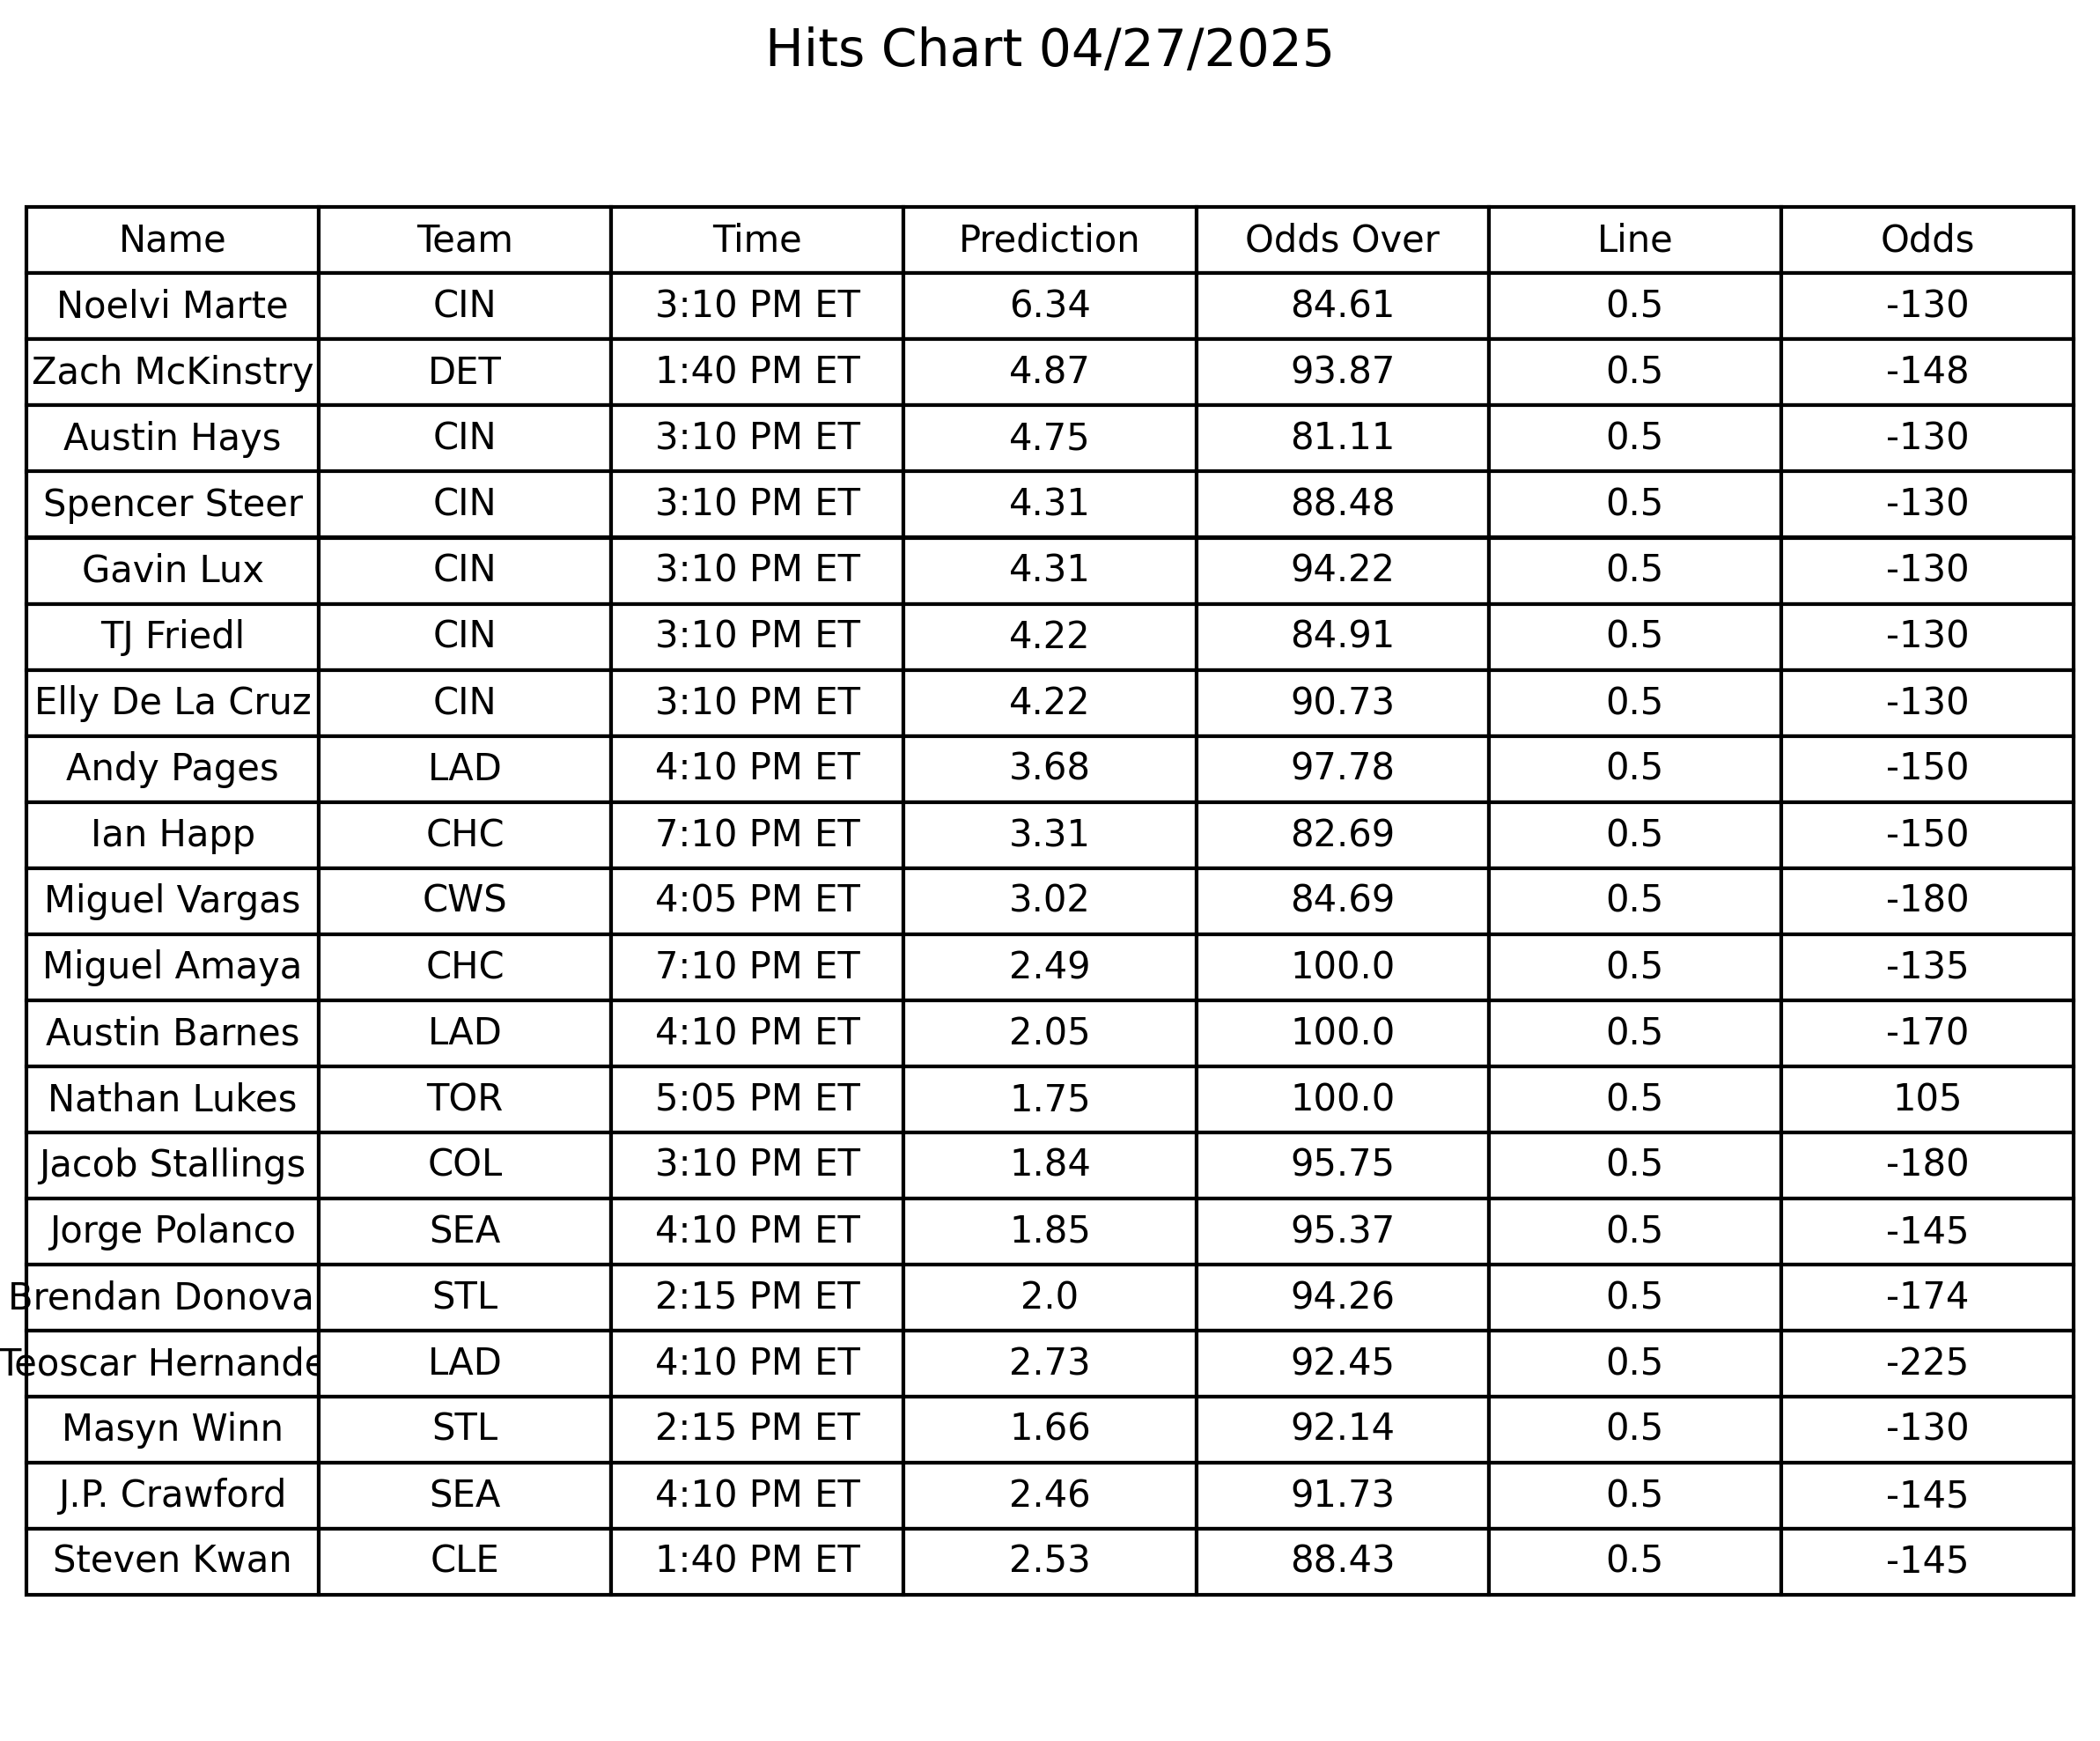 Hits Chart 04/27/2025
Name Team Time Prediction Odds Over Line Odds
Noelvi Marte CIN 3:10 PM ET 6.34 84.61 0.5 -130
Zach McKinstry DET 1:40 PM ET 4.87 93.87 0.5 -148
Austin Hays CIN 3:10 PM ET 4.75 81.11 0.5 -130
Spencer Steer CIN 3:10 PM ET 4.31 88.48 0.5 -130
Gavin Lux CIN 3:10 PM ET 4.31 94.22 0.5 -130
TJ Friedl CIN 3:10 PM ET 4.22 84.91 0.5 -130
Elly De La Cruz CIN 3:10 PM ET 4.22 90.73 0.5 -130
Andy Pages LAD 4:10 PM ET 3.68 97.78 0.5 -150
Ian Happ CHC 7:10 PM ET 3.31 82.69 0.5 -150
Miguel Vargas CWS 4:05 PM ET 3.02 84.69 0.5 -180
Miguel Amaya CHC 7:10 PM ET 2.49 100.0 0.5 -135
Austin Barnes LAD 4:10 PM ET 2.05 100.0 0.5 -170
Nathan Lukes TOR 5:05 PM ET 1.75 100.0 0.5 105
Jacob Stallings COL 3:10 PM ET 1.84 95.75 0.5 -180
Jorge Polanco SEA 4:10 PM ET 1.85 95.37 0.5 -145
Brendan Donova STL 2:15 PM ET 2.0 94.26 0.5 -174
Teoscar Hernande LAD 4:10 PM ET 2.73 92.45 0.5 -225
Masyn Winn STL 2:15 PM ET 1.66 92.14 0.5 -130
J.P. Crawford SEA 4:10 PM ET 2.46 91.73 0.5 -145
Steven Kwan CLE 1:40 PM ET 2.53 88.43 0.5 -145